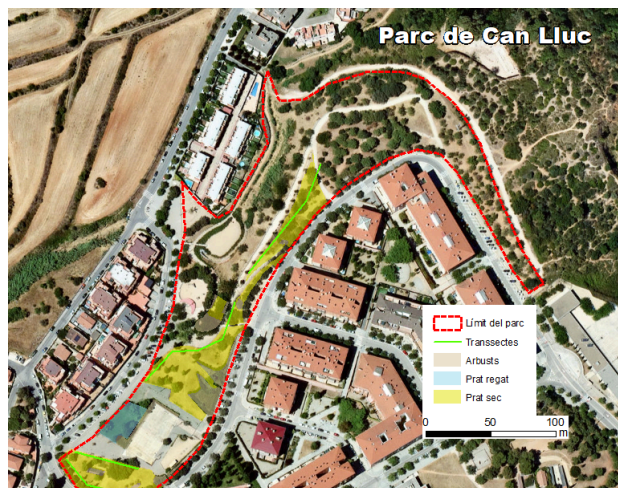 Parc de Can Lluc
Límit del parc
Transsectes
Arbusts
Prat regat
Prat sec
0 50 100
m